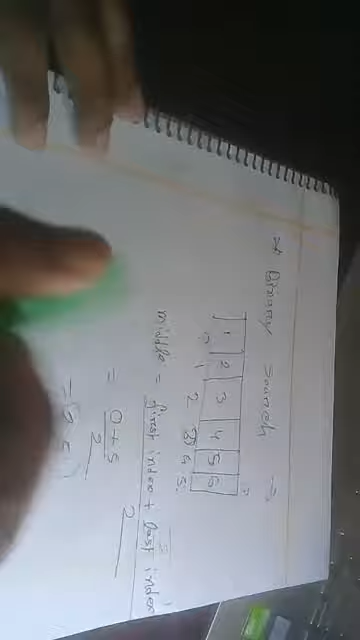 → Binary search →
1 2 3 4 5 6
0 1 2 3 4 5
middle = first index + last index
2
= 0+5
2